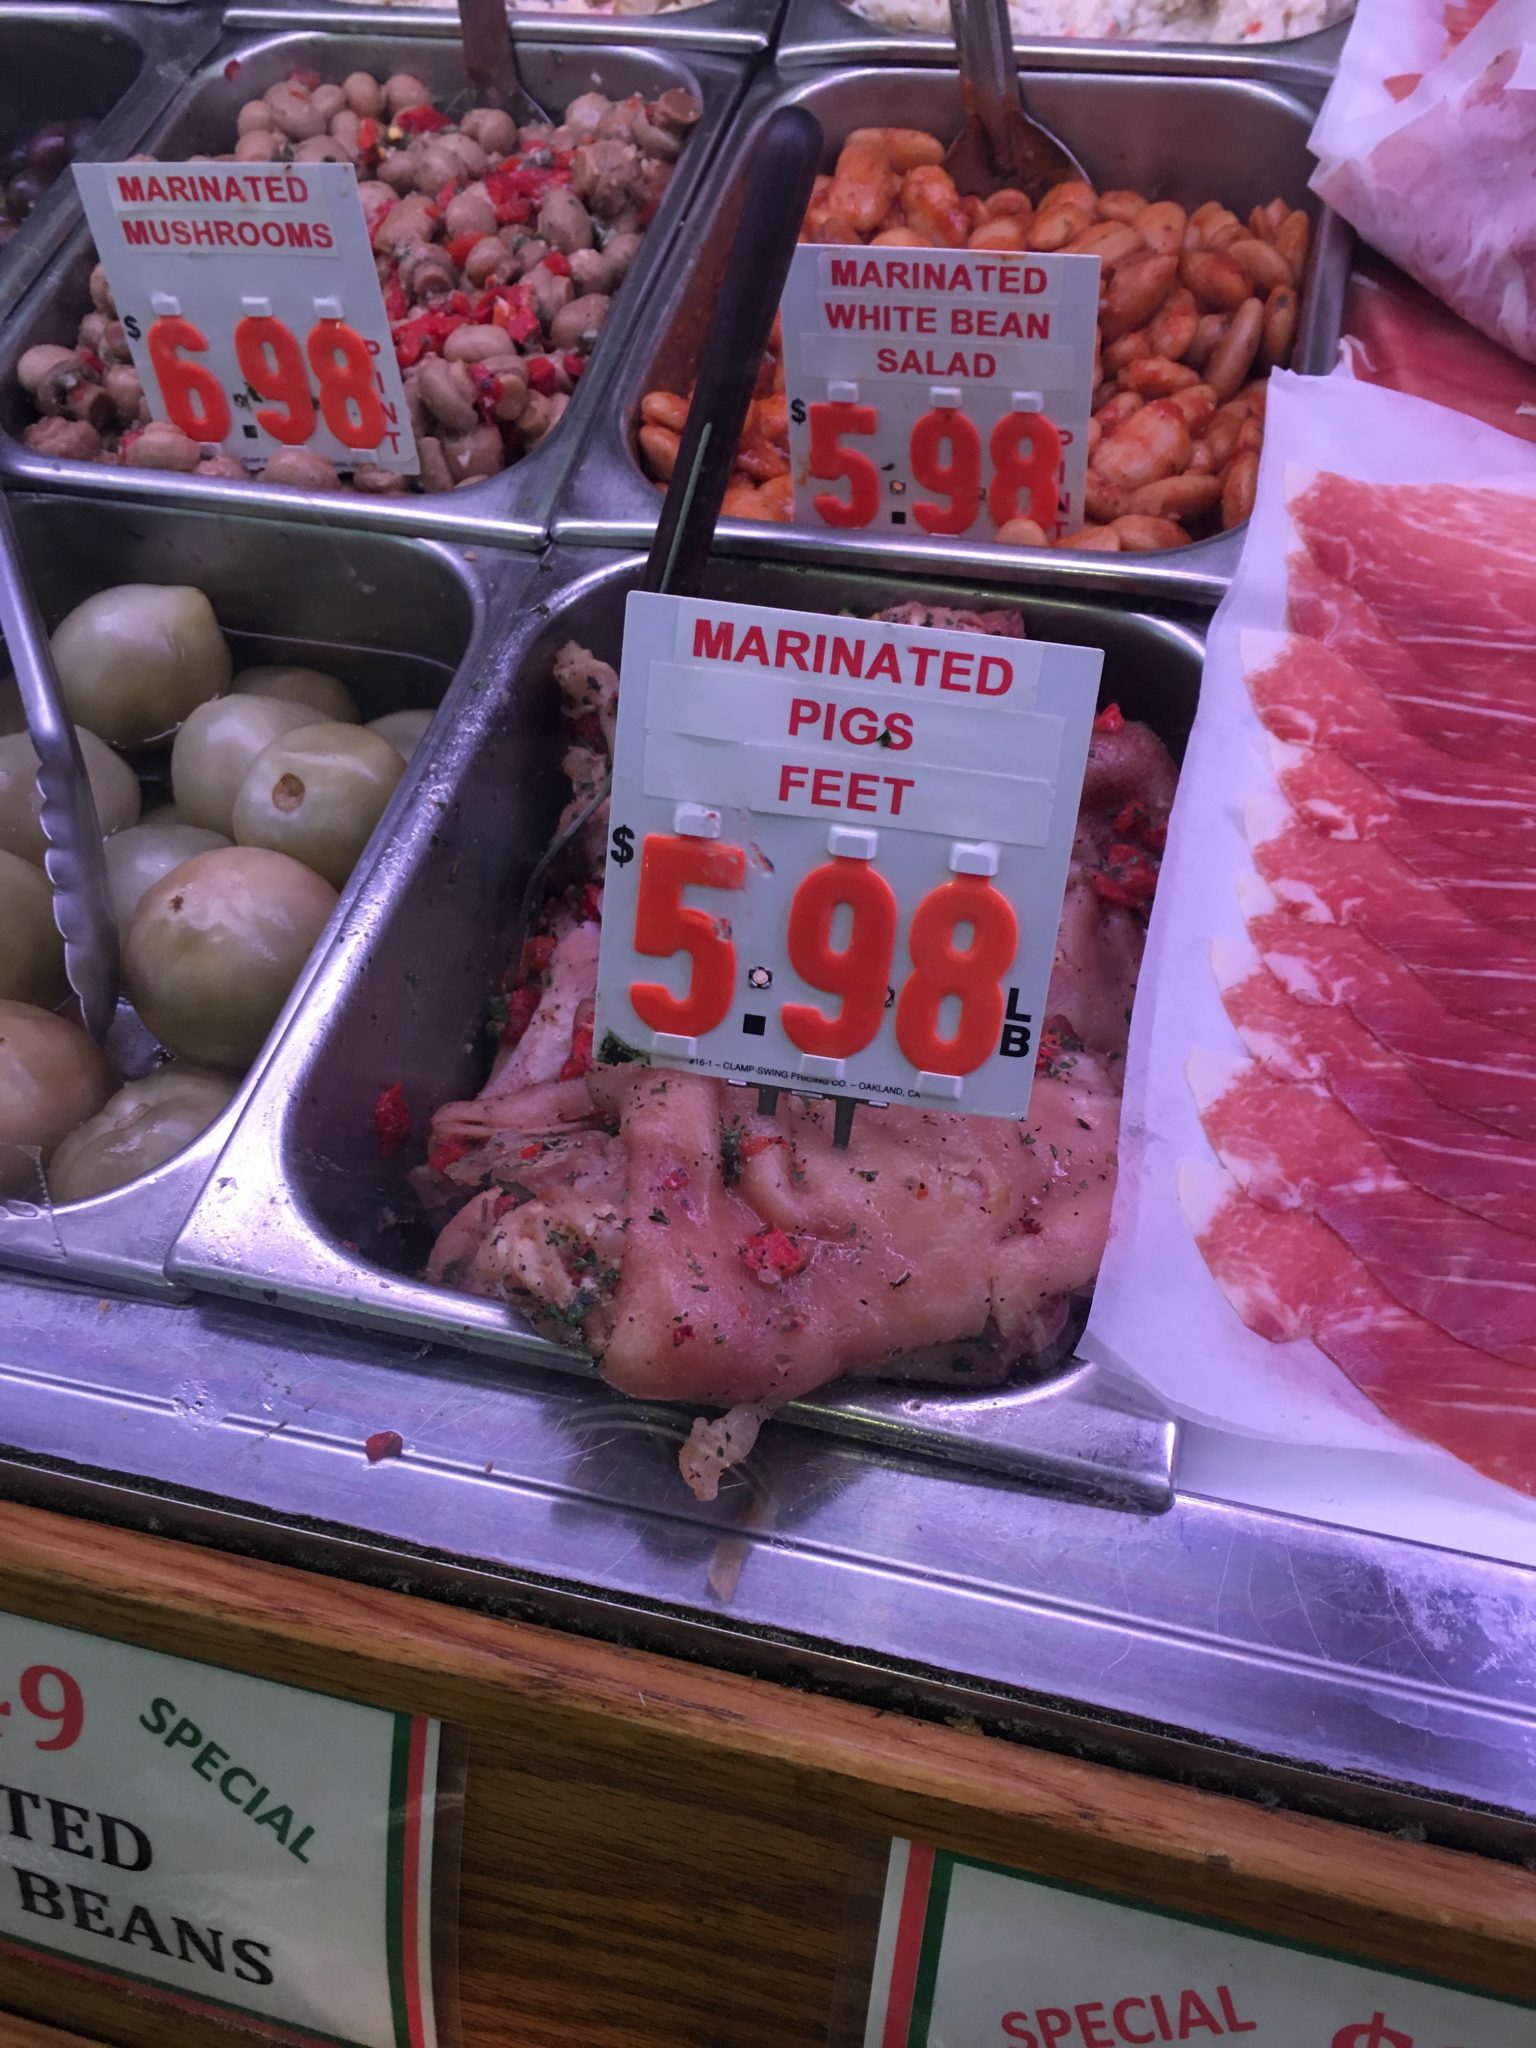 MARINATED
MUSHROOMS
$ 6.98
PINT
MARINATED
WHITE BEAN
SALAD
$ 5.98
PINT
MARINATED
PIGS
FEET
$ 5.98 LB
#16-1 – CLAMP-SWING PRICING CO. – OAKLAND, CA
9
SPECIAL
TED
BEANS
SPECIAL
$